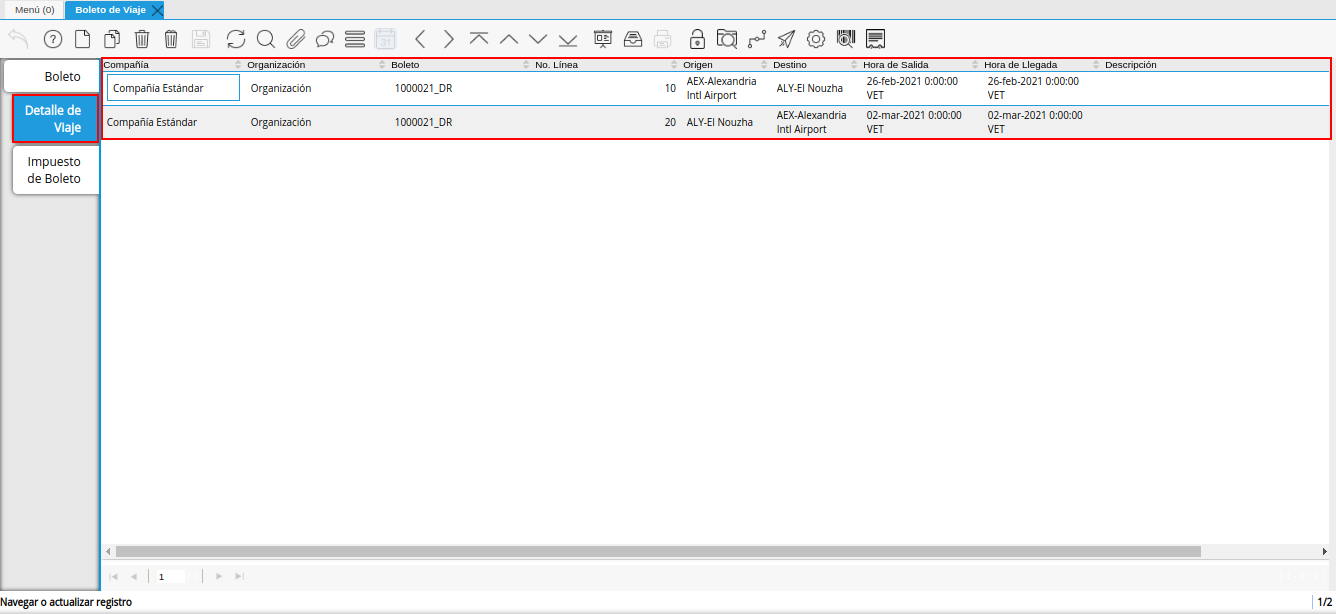 Menú (0) Boleto de Viaje
31
Boleto
Detalle de
Viaje
Impuesto
de Boleto
Compañía Organización Boleto No. Línea Origen Destino Hora de Salida Hora de Llegada Descripción
Compañía Estándar Organización 1000021_DR 10 AEX-Alexandria Intl Airport ALY-El Nouzha 26-feb-2021 0:00:00 VET 26-feb-2021 0:00:00 VET
Compañía Estándar Organización 1000021_DR 20 ALY-El Nouzha AEX-Alexandria Intl Airport 02-mar-2021 0:00:00 VET 02-mar-2021 0:00:00 VET
1
Navegar o actualizar registro 1/2